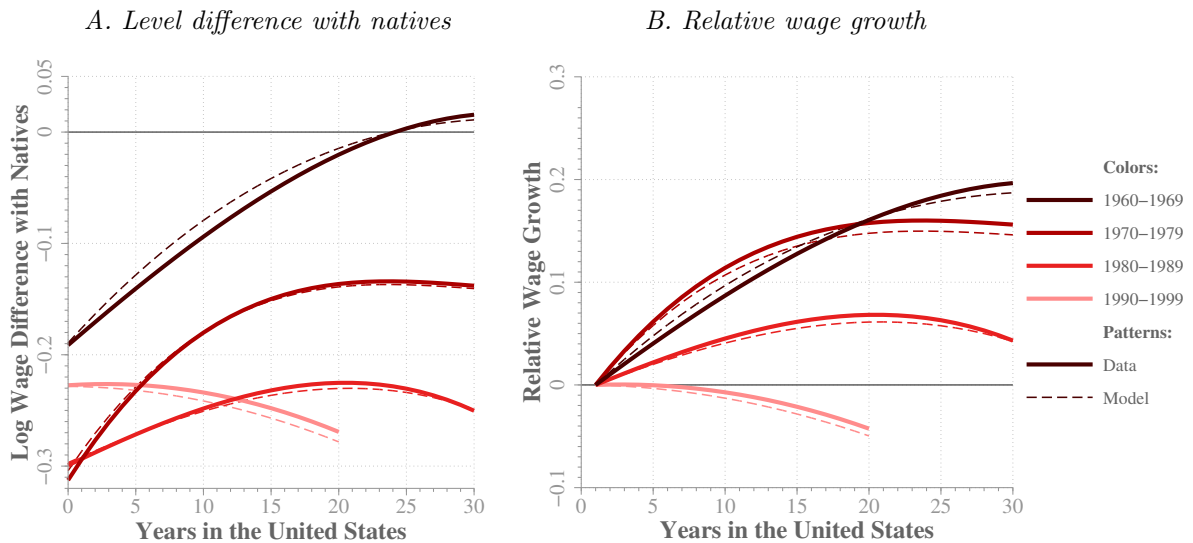 A. Level difference with natives
B. Relative wage growth
Log Wage Difference with Natives
0.05
0
−0.1
−0.2
−0.3
0 5 10 15 20 25 30
Years in the United States
Relative Wage Growth
0.3
0.2
0.1
0
−0.1
0 5 10 15 20 25 30
Years in the United States
Colors:
1960–1969
1970–1979
1980–1989
1990–1999
Patterns:
Data
Model